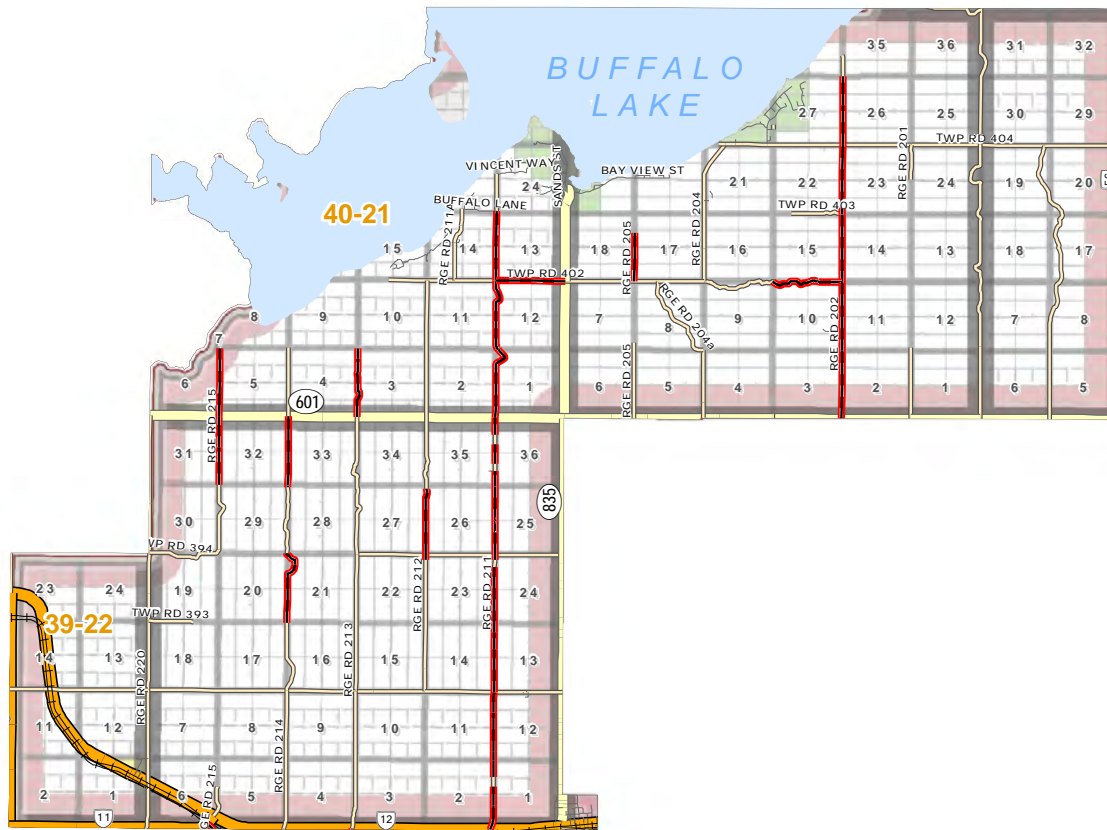 BUFFALO
LAKE
35 36 31 32
27 26 25 30 29
TWP RD 404
RGE RD 201
VINCENT WAY
SANDS ST
BAY VIEW ST
24 21 22 23 24 19 20
BUFFALO LANE
TWP RD 403
40-21
RGE RD 211A
RGE RD 205
RGE RD 204
15 14 13 18 17 16 15 14 13 18 17
TWP RD 402
RGE RD 204a
RGE RD 202
8 9 10 11 12 7 8 9 10 11 12 7 8
7
6 5 4 3 2 1 6 5 4 3 2 1 6 5
RGE RD 205
601
RGE RD 215
31 32 33 34 35 36
835
30 29 28 27 26 25
TWP RD 394
RGE RD 212
RGE RD 211
23 24 19 20 21 22 23 24
TWP RD 393
39-22
RGE RD 220
RGE RD 213
14 13 18 17 16 15 14 13
RGE RD 214
11 12 7 8 9 10 11 12
RGE RD 215
2 1 6 5 4 3 2 1
11
12